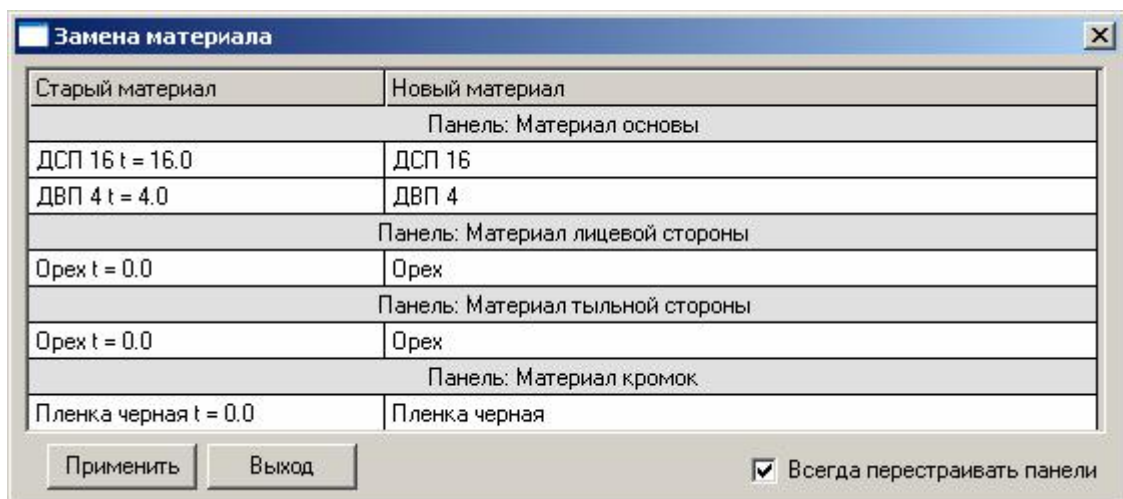 Замена материала
Старый материал Новый материал
Панель: Материал основы
ДСП 16 t = 16.0 ДСП 16
ДВП 4 t = 4.0 ДВП 4
Панель: Материал лицевой стороны
Орех t = 0.0 Орех
Панель: Материал тыльной стороны
Орех t = 0.0 Орех
Панель: Материал кромок
Пленка черная t = 0.0 Пленка черная
Применить Выход Всегда перестраивать панели